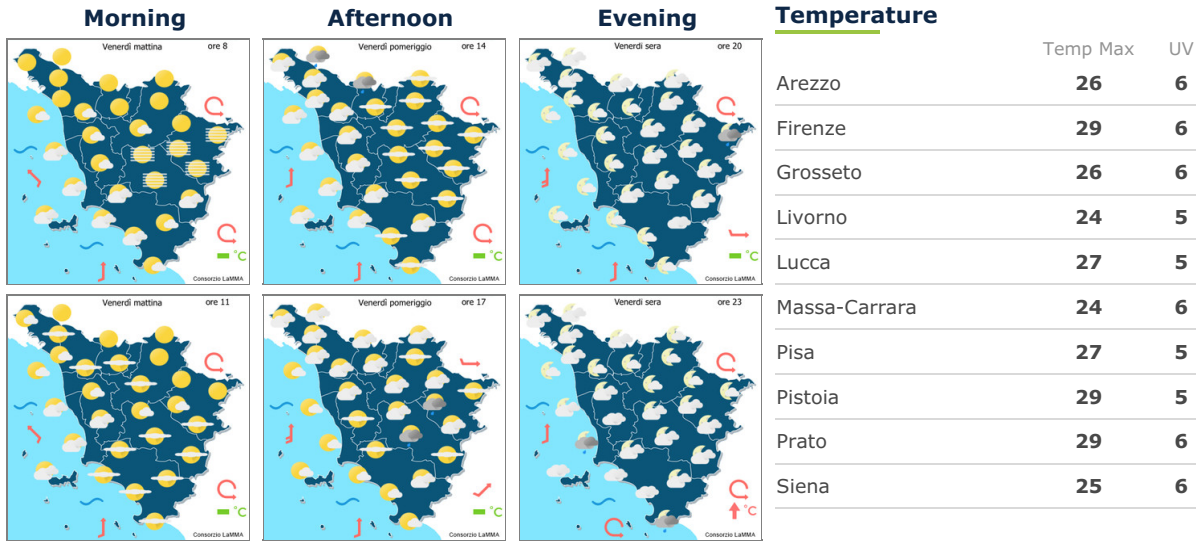 Morning
Afternoon
Evening
Temperature
Venerdì mattina ore 8
°C
Consorzio LaMMA
Venerdì pomeriggio ore 14
°C
Consorzio LaMMA
Venerdì sera ore 20
°C
Consorzio LaMMA
Venerdì mattina ore 11
°C
Consorzio LaMMA
Venerdì pomeriggio ore 17
°C
Consorzio LaMMA
Venerdì sera ore 23
°C
Consorzio LaMMA
Temp Max UV
Arezzo 26 6
Firenze 29 6
Grosseto 26 6
Livorno 24 5
Lucca 27 5
Massa-Carrara 24 6
Pisa 27 5
Pistoia 29 5
Prato 29 6
Siena 25 6